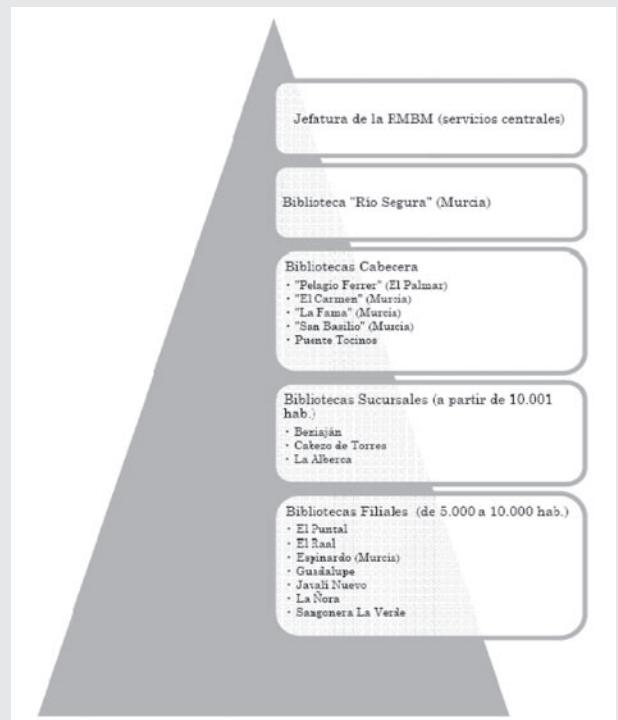 Jefatura de la RMBM (servicios centrales)
Biblioteca "Río Segura" (Murcia)
Bibliotecas Cabecera
· "Pelagio Ferrer" (El Palmar)
· "El Carmen" (Murcia)
· "La Fama" (Murcia)
· "San Basilio" (Murcia)
· Puente Tocinos
Bibliotecas Sucursales (a partir de 10.001
hab.)
· Beniaján
· Cabezo de Torres
· La Alberca
Bibliotecas Filiales (de 5.000 a 10.000 hab.)
· El Puntal
· El Raal
· Espinardo (Murcia)
· Guadalupe
· Javalí Nuevo
· La Ñora
· Sangonera La Verde